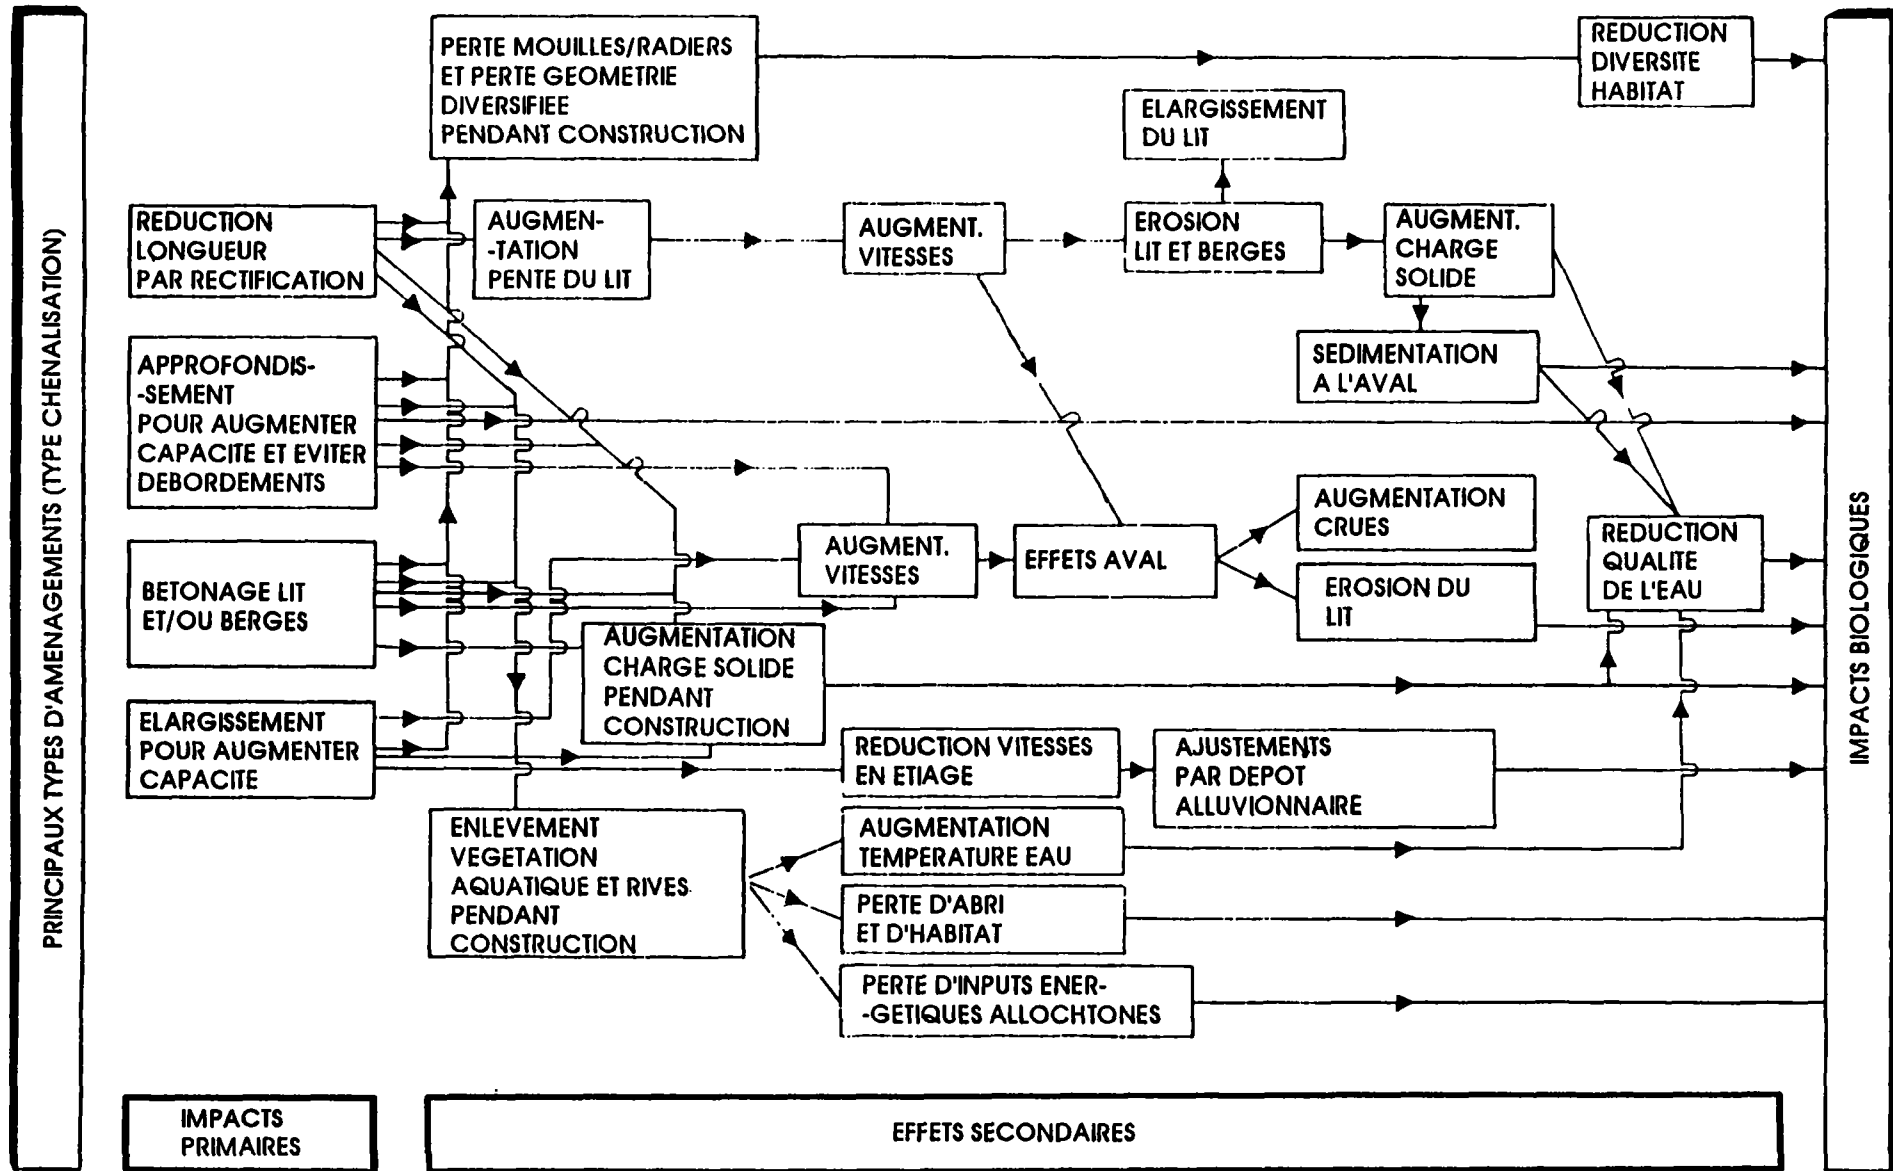 PRINCIPAUX TYPES D'AMENAGEMENTS (TYPE CHENALISATION)
PERTE MOUILLES/RADIERS
ET PERTE GEOMETRIE
DIVERSIFIEE
PENDANT CONSTRUCTION
REDUCTION
DIVERSITE
HABITAT
ELARGISSEMENT
DU LIT
REDUCTION
LONGUEUR
PAR RECTIFICATION
AUGMEN-
-TATION
PENTE DU LIT
AUGMENT.
VITESSES
EROSION
LIT ET BERGES
AUGMENT.
CHARGE
SOLIDE
SEDIMENTATION
A L'AVAL
APPROFONDIS-
-SEMENT
POUR AUGMENTER
CAPACITE ET EVITER
DEBORDEMENTS
AUGMENT.
VITESSES
EFFETS AVAL
AUGMENTATION
CRUES
EROSION DU
LIT
REDUCTION
QUALITE
DE L'EAU
BETONAGE LIT
ET/OU BERGES
AUGMENTATION
CHARGE SOLIDE
PENDANT
CONSTRUCTION
ELARGISSEMENT
POUR AUGMENTER
CAPACITE
REDUCTION VITESSES
EN ETIAGE
AJUSTEMENTS
PAR DEPOT
ALLUVIONNAIRE
ENLEVEMENT
VEGETATION
AQUATIQUE ET RIVES
PENDANT
CONSTRUCTION
AUGMENTATION
TEMPERATURE EAU
PERTE D'ABRI
ET D'HABITAT
PERTE D'INPUTS ENER-
-GETIQUES ALLOCHTONES
IMPACTS BIOLOGIQUES
IMPACTS
PRIMAIRES
EFFETS SECONDAIRES